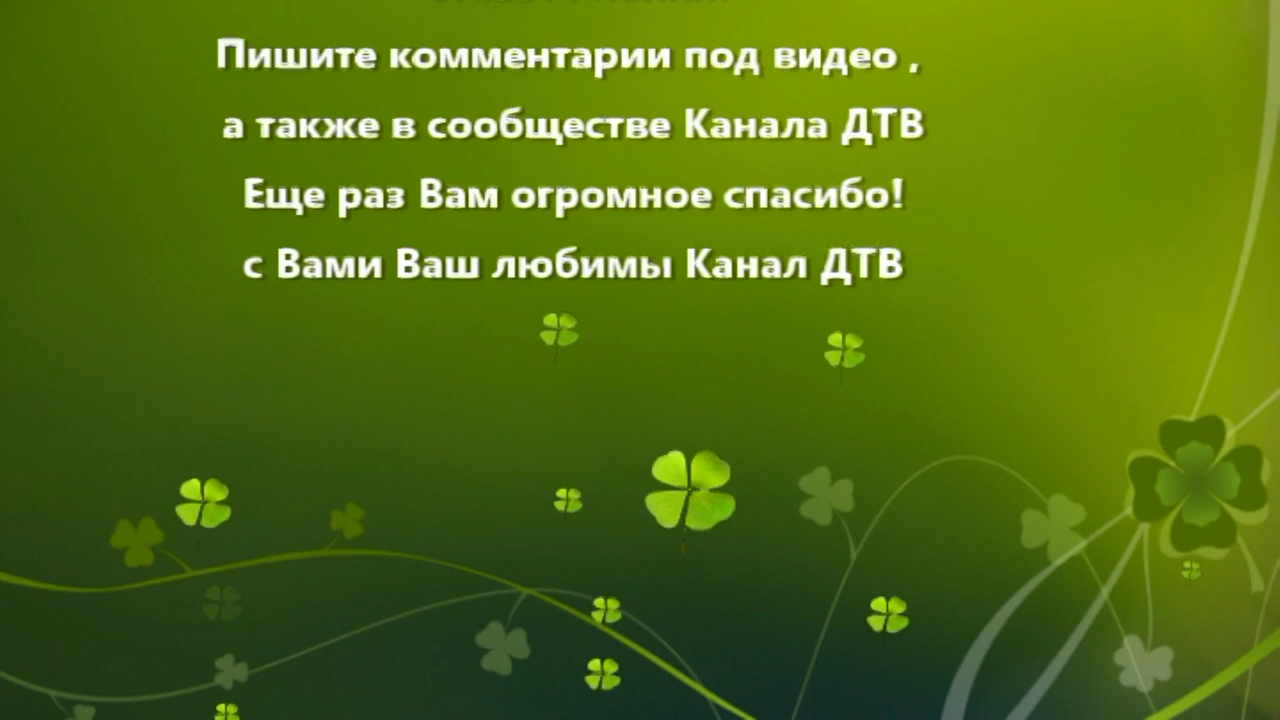 Пишите комментарии под видео ,
а также в сообществе Канала ДТВ
Еще раз Вам огромное спасибо!
с Вами Ваш любимы Канал ДТВ